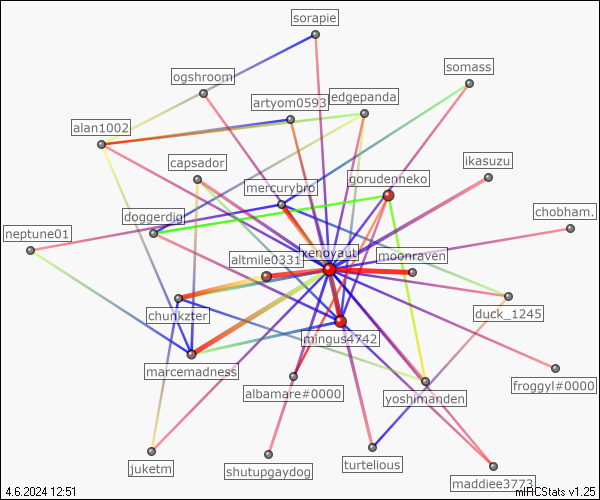 sorapie
ogshroom
somass
artyom0593
edgepanda
alan1002
capsador
ikasuzu
mercurybro
gorudenneko
doggerdjg
chobham.
neptune01
xenoyaut
altmile0331
moonraven
chunkzter
duck_1245
mingus4742
marcemadness
froggyl#0000
albamare#0000
yoshimanden
juketm
shutupgaydog
turtelious
maddiee3773
4.6.2024 12:51
mIRCStats v1.25